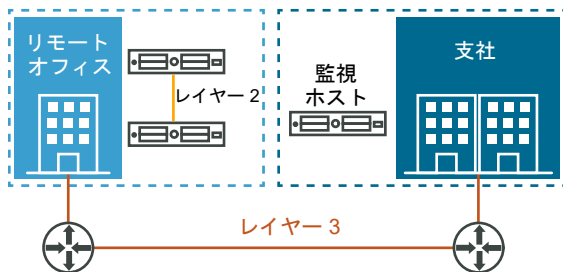 リモート
オフィス
レイヤー 2
監視
ホスト
支社
レイヤー 3